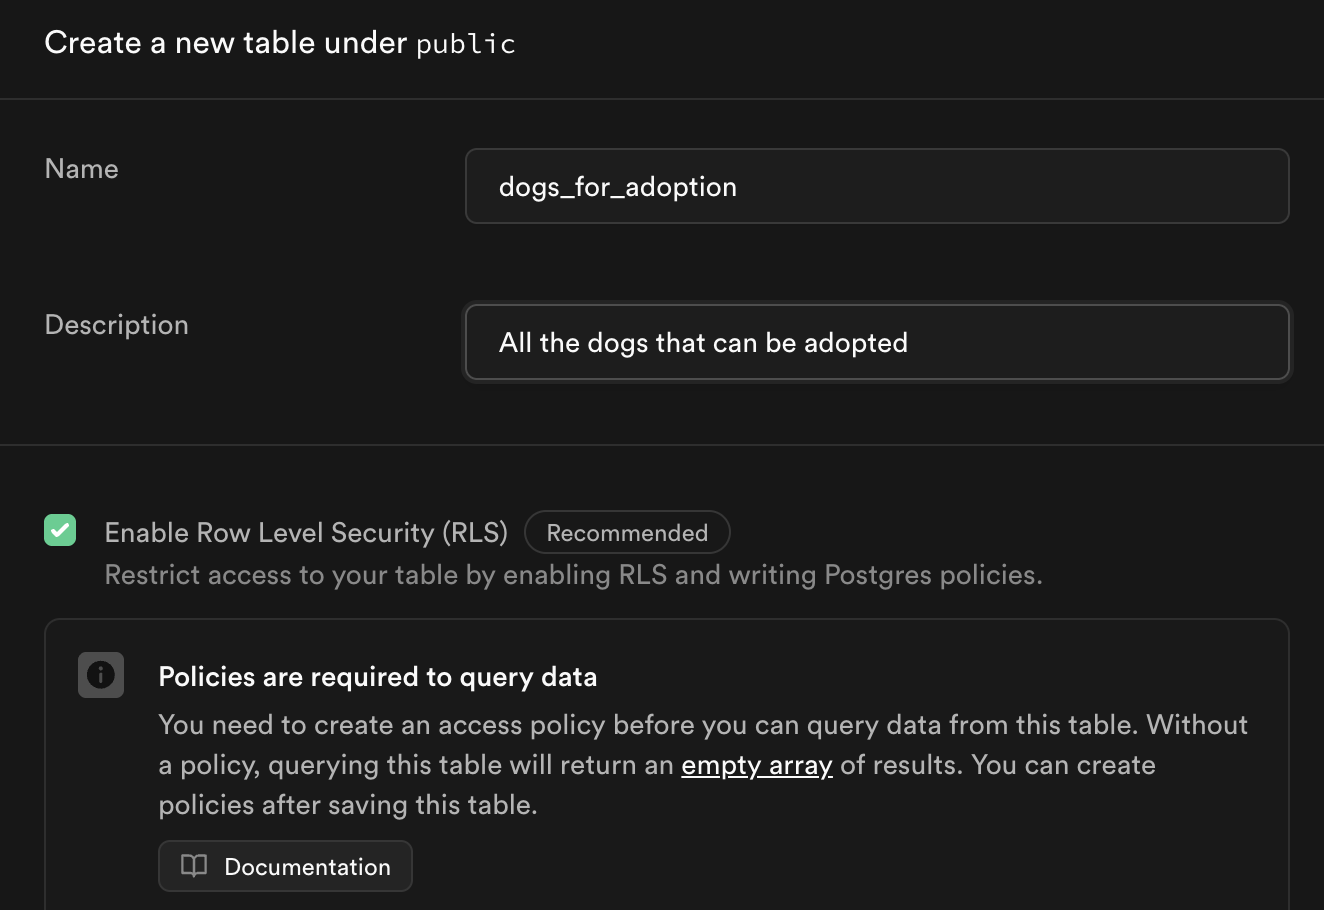 Create a new table under public
Name
dogs_for_adoption
Description
All the dogs that can be adopted
Enable Row Level Security (RLS) Recommended
Restrict access to your table by enabling RLS and writing Postgres policies.
Policies are required to query data
You need to create an access policy before you can query data from this table. Without
a policy, querying this table will return an empty array of results. You can create
policies after saving this table.
Documentation